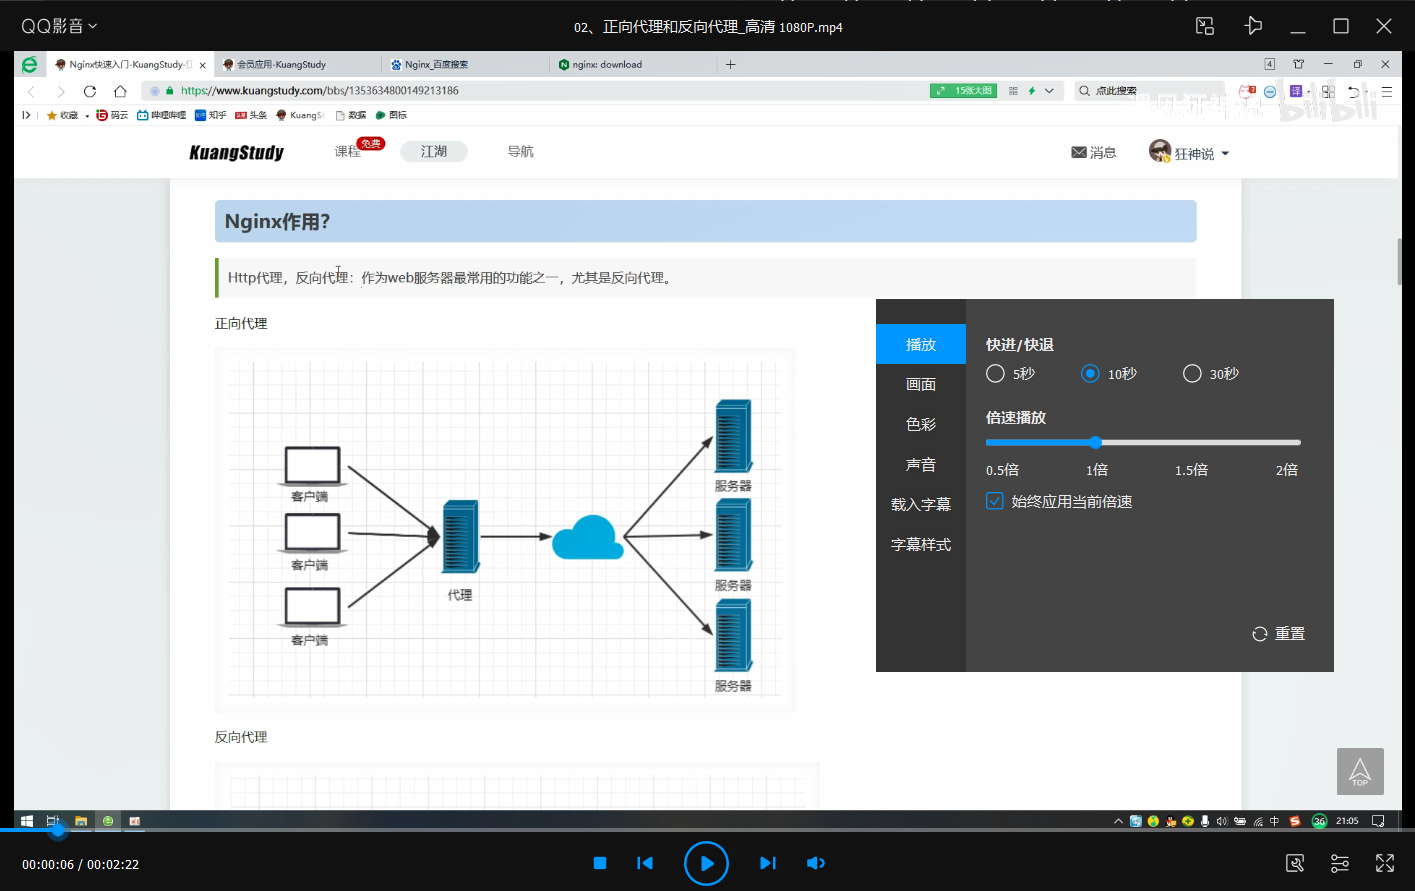 QQ影音
02、正向代理和反向代理_高清 1080P.mp4
Nginx快速入门-KuangStudy-
会员应用-KuangStudy
Nginx_百度搜索
nginx: download
4
https://www.kuangstudy.com/bbs/1353634800149213186
15张大图
点此搜索
2
译
bilibili
收藏
码云
哔哩哔哩
知乎
头条
KuangSt
数据
图标
KuangStudy
课程
免费
江湖
导航
消息
狂神说
Nginx作用?
Http代理，反向代理：作为web服务器最常用的功能之一，尤其是反向代理。
正向代理
客户端
客户端
客户端
代理
服务器
服务器
服务器
反向代理
播放
画面
色彩
声音
载入字幕
字幕样式
快进/快退
5秒
10秒
30秒
倍速播放
0.5倍
1倍
1.5倍
2倍
始终应用当前倍速
重置
TOP
中
36
21:05
00:00:06 / 00:02:22